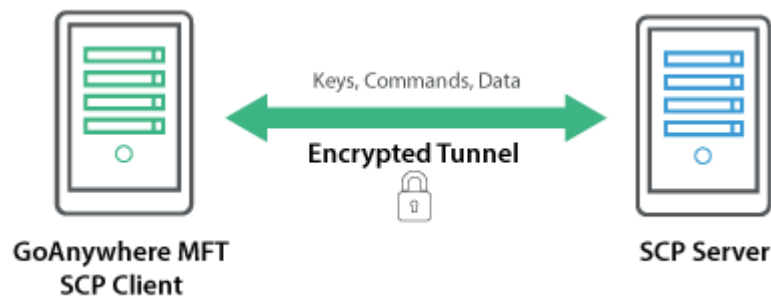 Keys, Commands, Data
Encrypted Tunnel
GoAnywhere MFT
SCP Client
SCP Server